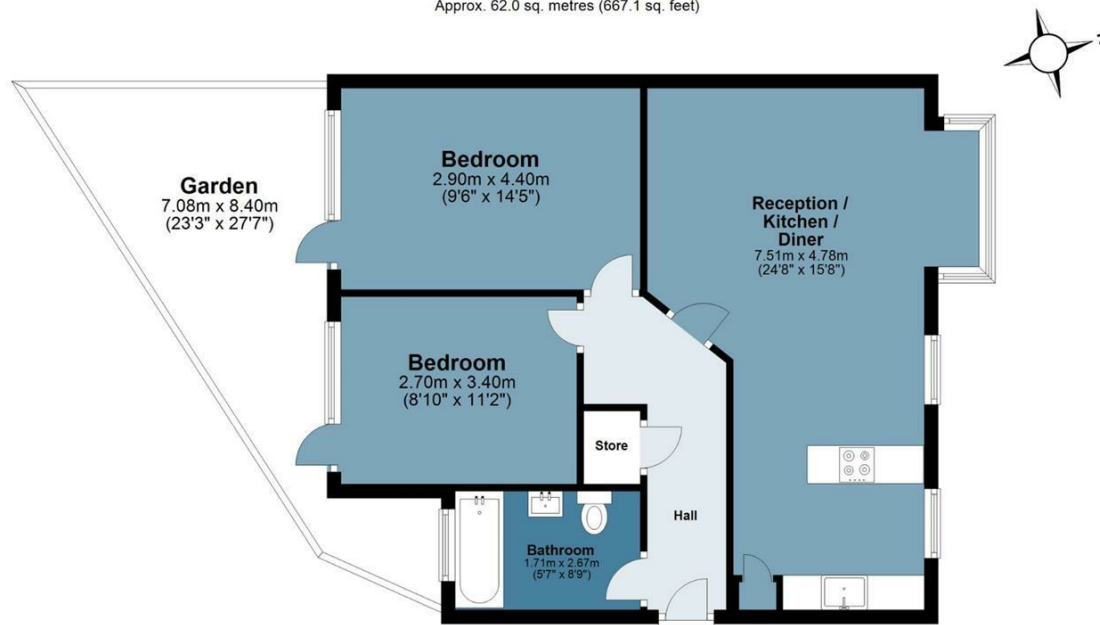 Approx. 62.0 sq. metres (667.1 sq. feet)
Garden
7.08m x 8.40m
(23'3" x 27'7")
Bedroom
2.90m x 4.40m
(9'6" x 14'5")
Reception /
Kitchen /
Diner
7.51m x 4.78m
(24'8" x 15'8")
Bedroom
2.70m x 3.40m
(8'10" x 11'2")
Store
Hall
Bathroom
1.71m x 2.67m
(5'7" x 8'9")